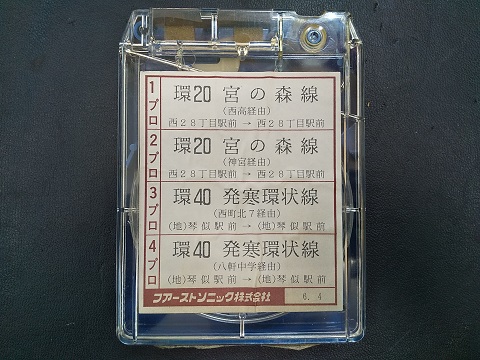 1プロ
環20 宮の森線
(西高経由)
西28丁目駅前 → 西28丁目駅前
2プロ
環20 宮の森線
(神宮経由)
西28丁目駅前 → 西28丁目駅前
3プロ
環40 発寒環状線
(西町北7経由)
(地)琴似駅前 → (地)琴似駅前
4プロ
環40 発寒環状線
(八軒中学経由)
(地)琴似駅前 → (地)琴似駅前
フアーストソニック株式会社
6. 4